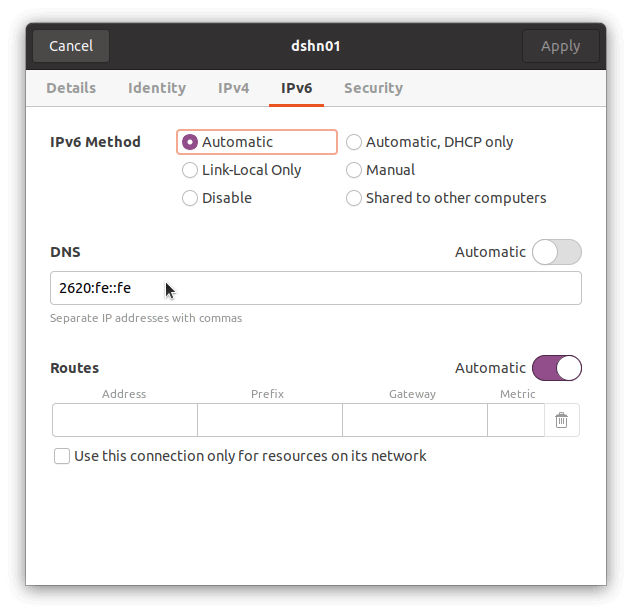 Cancel dshn01 Apply
Details Identity IPv4 IPv6 Security
IPv6 Method Automatic Automatic, DHCP only
Link-Local Only Manual
Disable Shared to other computers
DNS Automatic
2620:fe::fe
Separate IP addresses with commas
Routes Automatic
Address Prefix Gateway Metric
Use this connection only for resources on its network